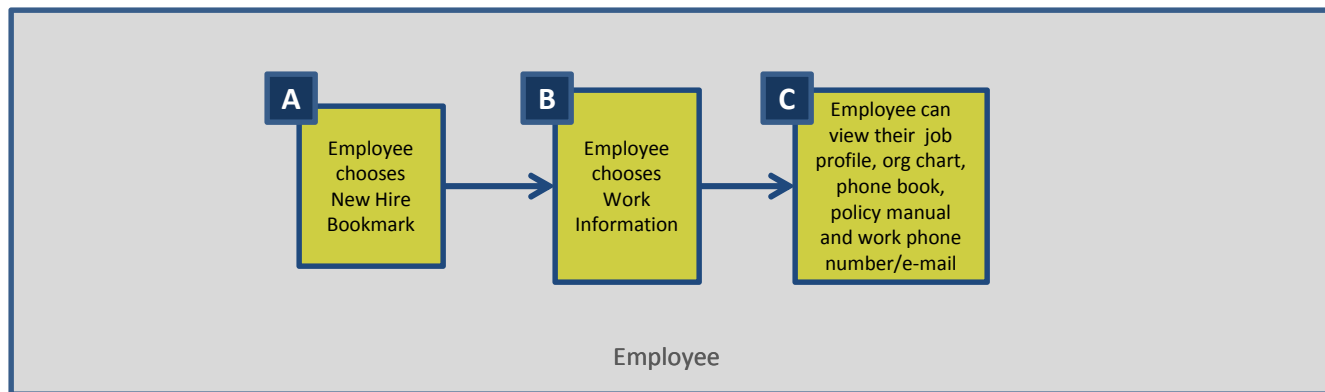 A
Employee
chooses
New Hire
Bookmark
B
Employee
chooses
Work
Information
C
Employee can
view their job
profile, org chart,
phone book,
policy manual
and work phone
number/e-mail
Employee